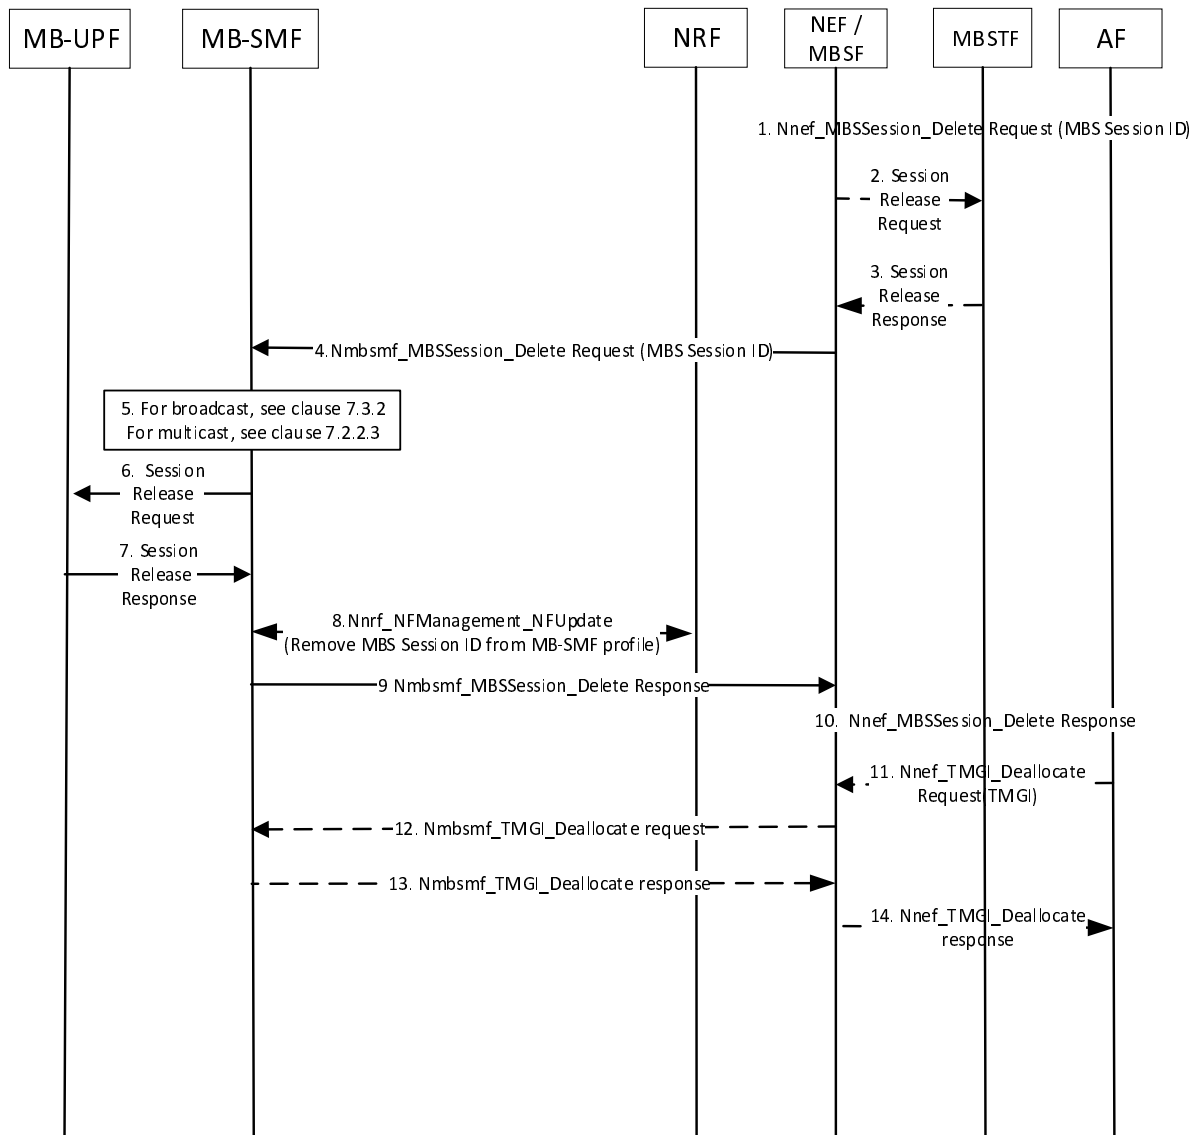 MB-UPF
MB-SMF
NRF
NEF /
MBSF
MBSTF
AF
1. Nnef_MBSSession_Delete Request (MBS Session ID)
2. Session
Release
Request
3. Session
Release
Response
4.Nmbsmf_MBSSession_Delete Request (MBS Session ID)
5. For broadcast, see clause 7.3.2
For multicast, see clause 7.2.2.3
6. Session
Release
Request
7. Session
Release
Response
8.Nnrf_NFManagement_NFUpdate
(Remove MBS Session ID from MB-SMF profile)
9 Nmbsmf_MBSSession_Delete Response
10. Nnef_MBSSession_Delete Response
11. Nnef_TMGI_Deallocate
Request(TMGI)
12. Nmbsmf_TMGI_Deallocate request
13. Nmbsmf_TMGI_Deallocate response
14. Nnef_TMGI_Deallocate
response